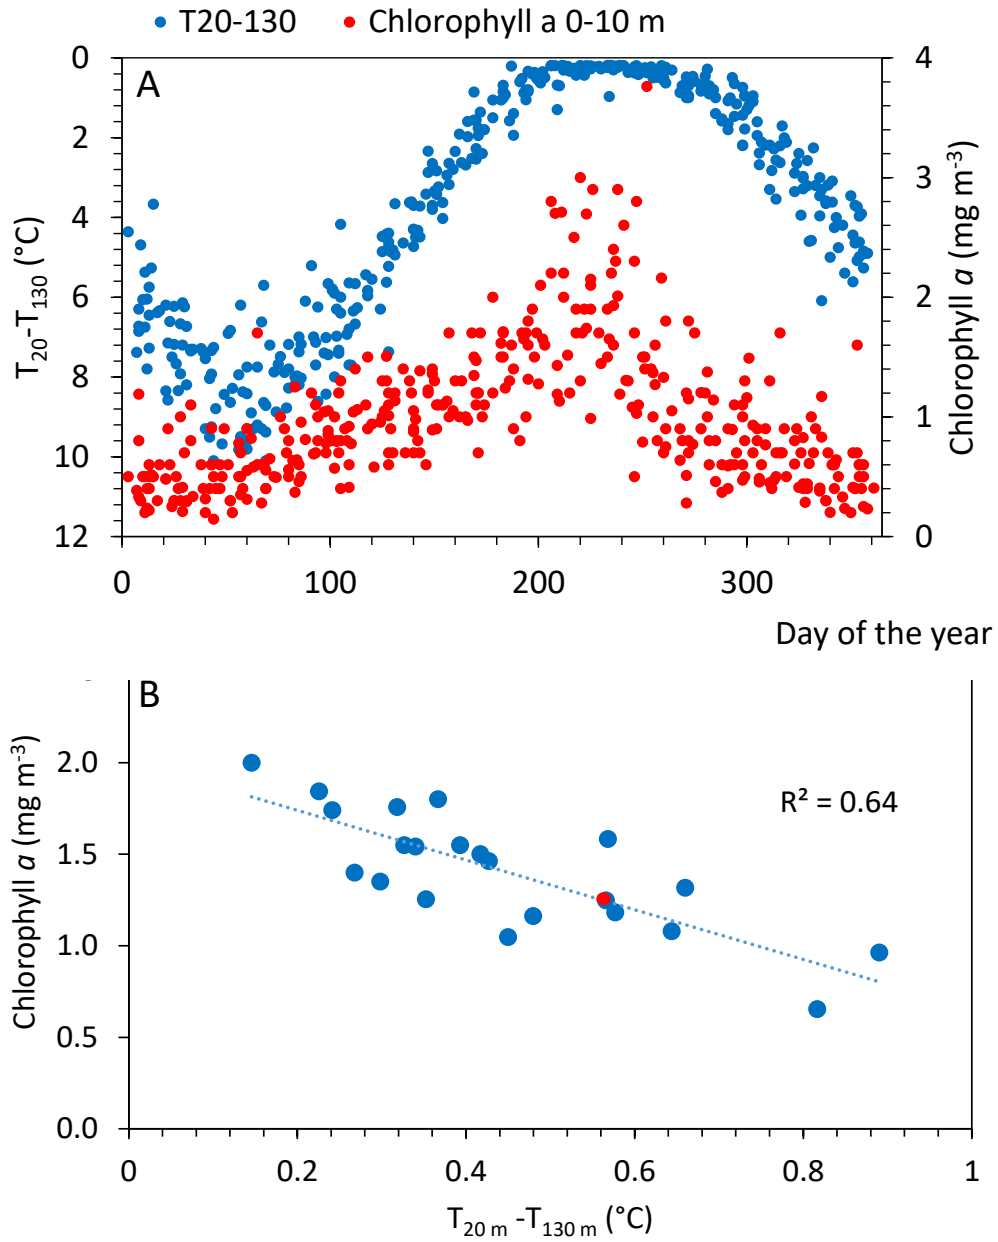 T20-130 Chlorophyll a 0-10 m
A
0
2
4
6
8
10
12
T20-T130 (°C)
4
3
2
1
0
Chlorophyll a (mg m-3)
0 100 200 300
Day of the year
B
2.0
1.5
1.0
0.5
0.0
Chlorophyll a (mg m-3)
R² = 0.64
0 0.2 0.4 0.6 0.8 1
T20 m -T130 m (°C)